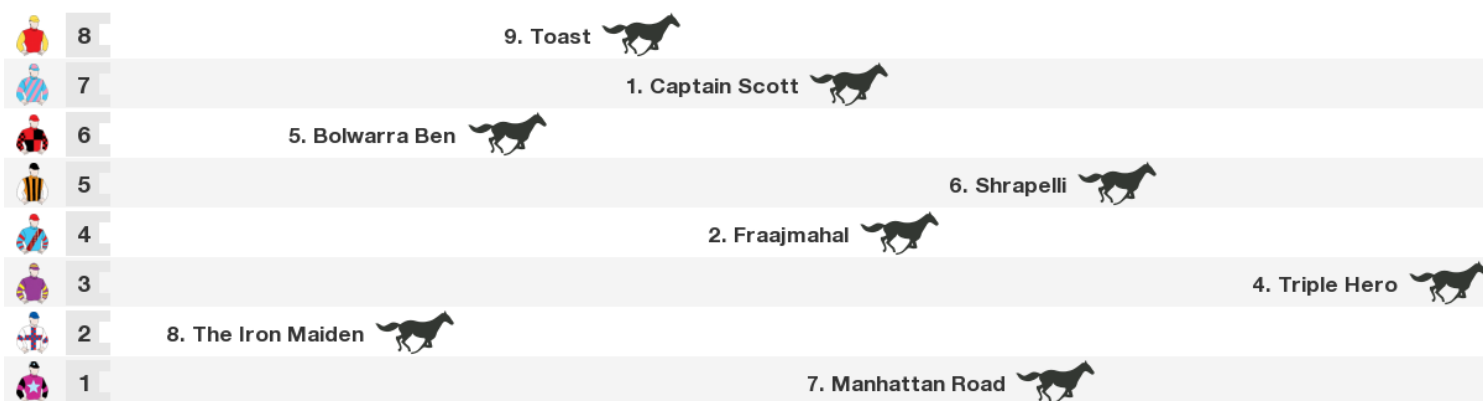 8 9. Toast
7 1. Captain Scott
6 5. Bolwarra Ben
5 6. Shrapelli
4 2. Fraajmahal
3 4. Triple Hero
2 8. The Iron Maiden
1 7. Manhattan Road